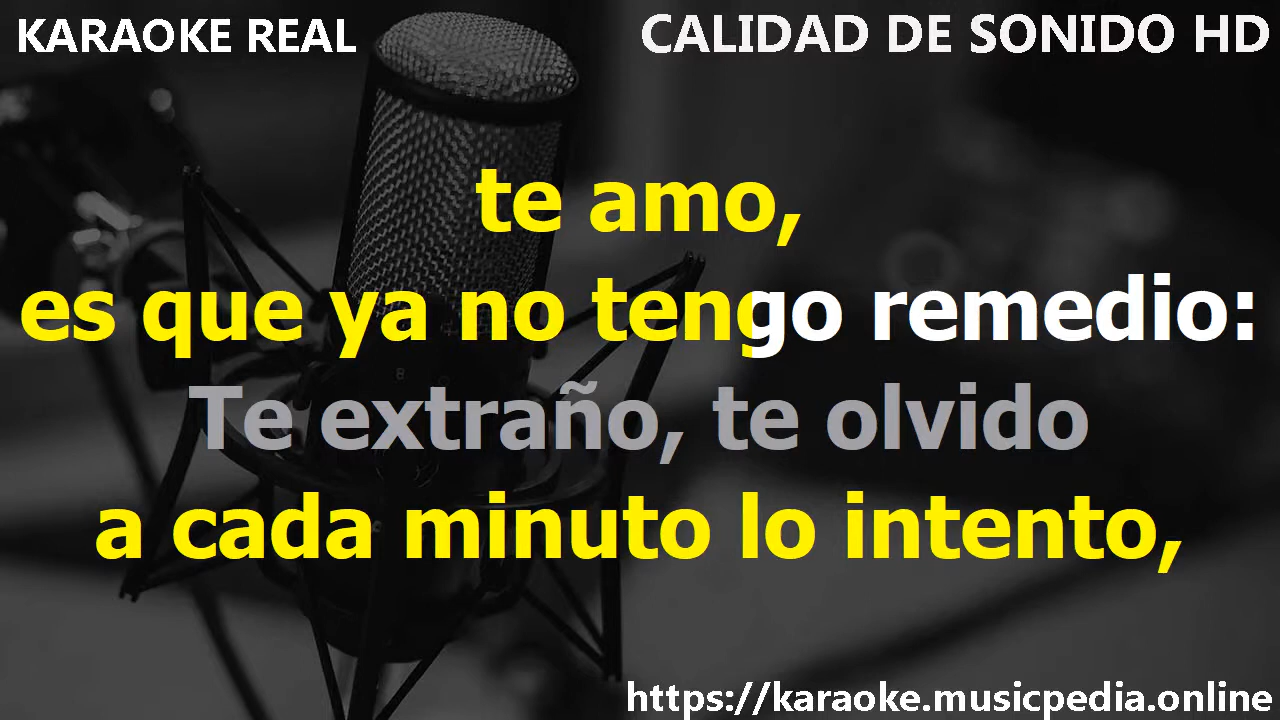 KARAOKE REAL
CALIDAD DE SONIDO HD
te amo,
es que ya no tengo remedio:
Te extraño, te olvido
a cada minuto lo intento,
https://karaoke.musicpedia.online